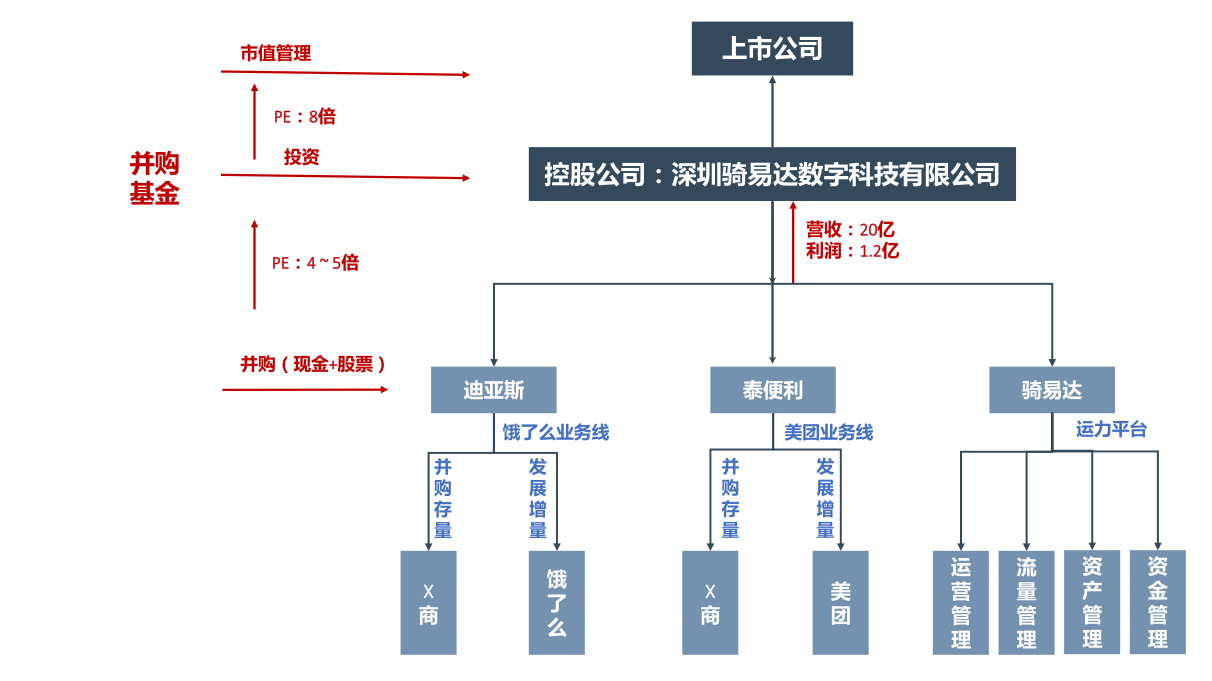 上市公司
市值管理
PE：8倍
并购
基金
投资
控股公司：深圳骑易达数字科技有限公司
营收：20亿
利润：1.2亿
PE：4～5倍
并购（现金+股票）
迪亚斯
泰便利
骑易达
饿了么业务线
美团业务线
运力平台
并购存量
发展增量
并购存量
发展增量
X
商
饿了么
X
商
美团
运营管理
流量管理
资产管理
资金管理